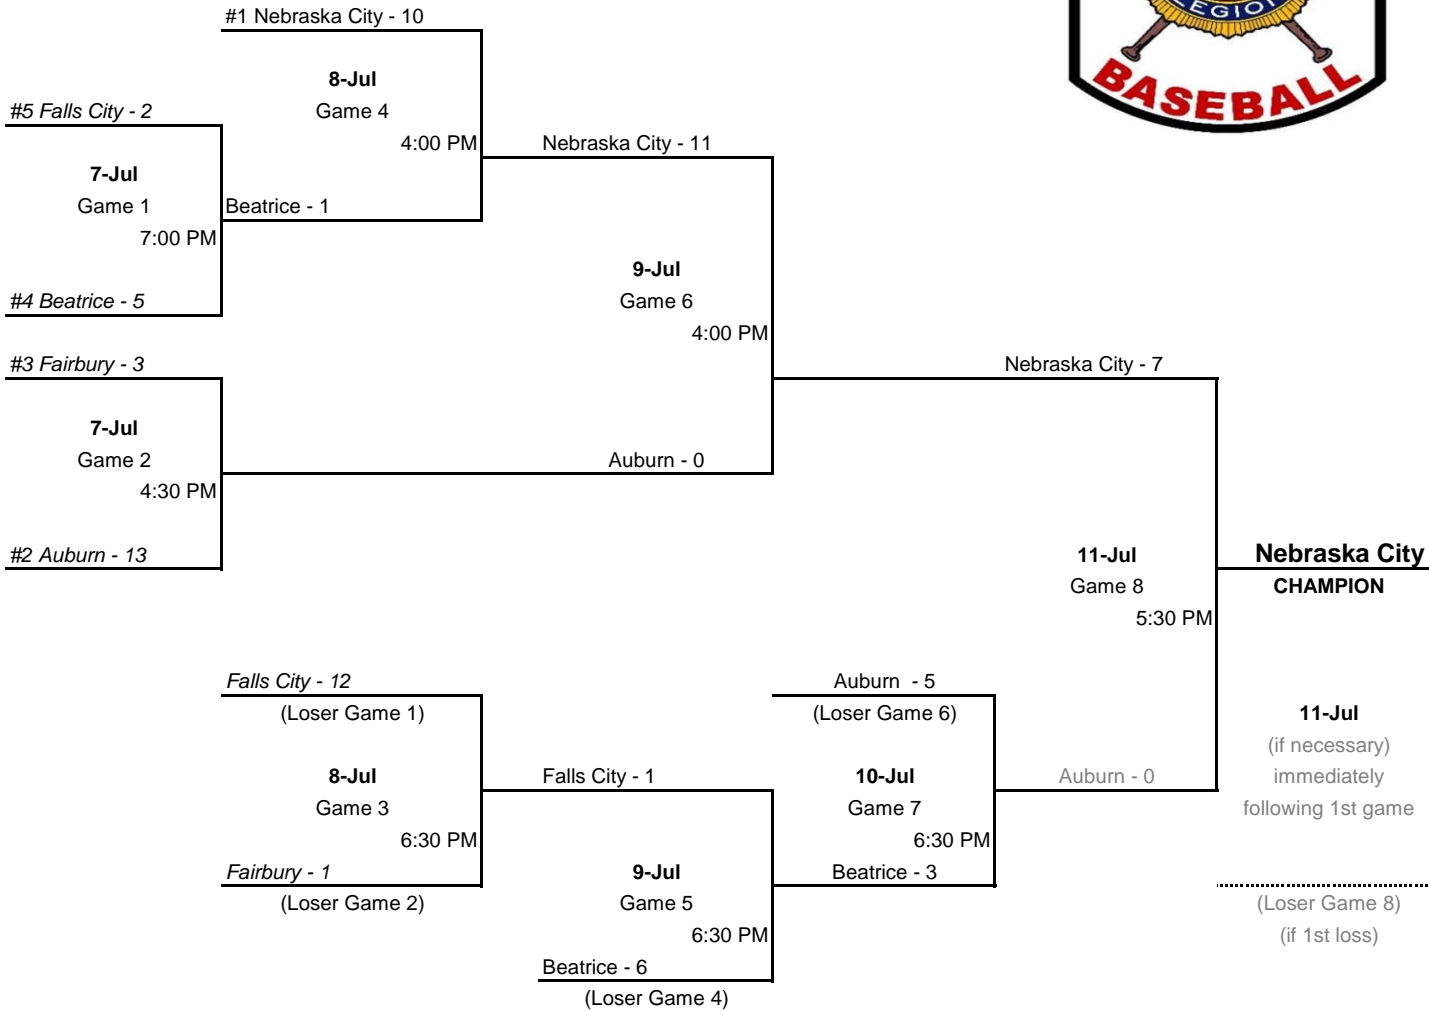 #1 Nebraska City - 10
LEGION
BASEBALL
8-Jul
Game 4
4:00 PM
#5 Falls City - 2
7-Jul
Game 1
7:00 PM
Beatrice - 1
#4 Beatrice - 5
Nebraska City - 11
9-Jul
Game 6
4:00 PM
#3 Fairbury - 3
7-Jul
Game 2
4:30 PM
#2 Auburn - 13
Auburn - 0
Nebraska City - 7
11-Jul
Game 8
5:30 PM
Nebraska City
CHAMPION
Falls City - 12
(Loser Game 1)
8-Jul
Game 3
6:30 PM
Fairbury - 1
(Loser Game 2)
Falls City - 1
9-Jul
Game 5
6:30 PM
Beatrice - 6
(Loser Game 4)
Auburn  - 5
(Loser Game 6)
10-Jul
Game 7
6:30 PM
Beatrice - 3
Auburn - 0
11-Jul
(if necessary)
immediately
following 1st game
(Loser Game 8)
(if 1st loss)